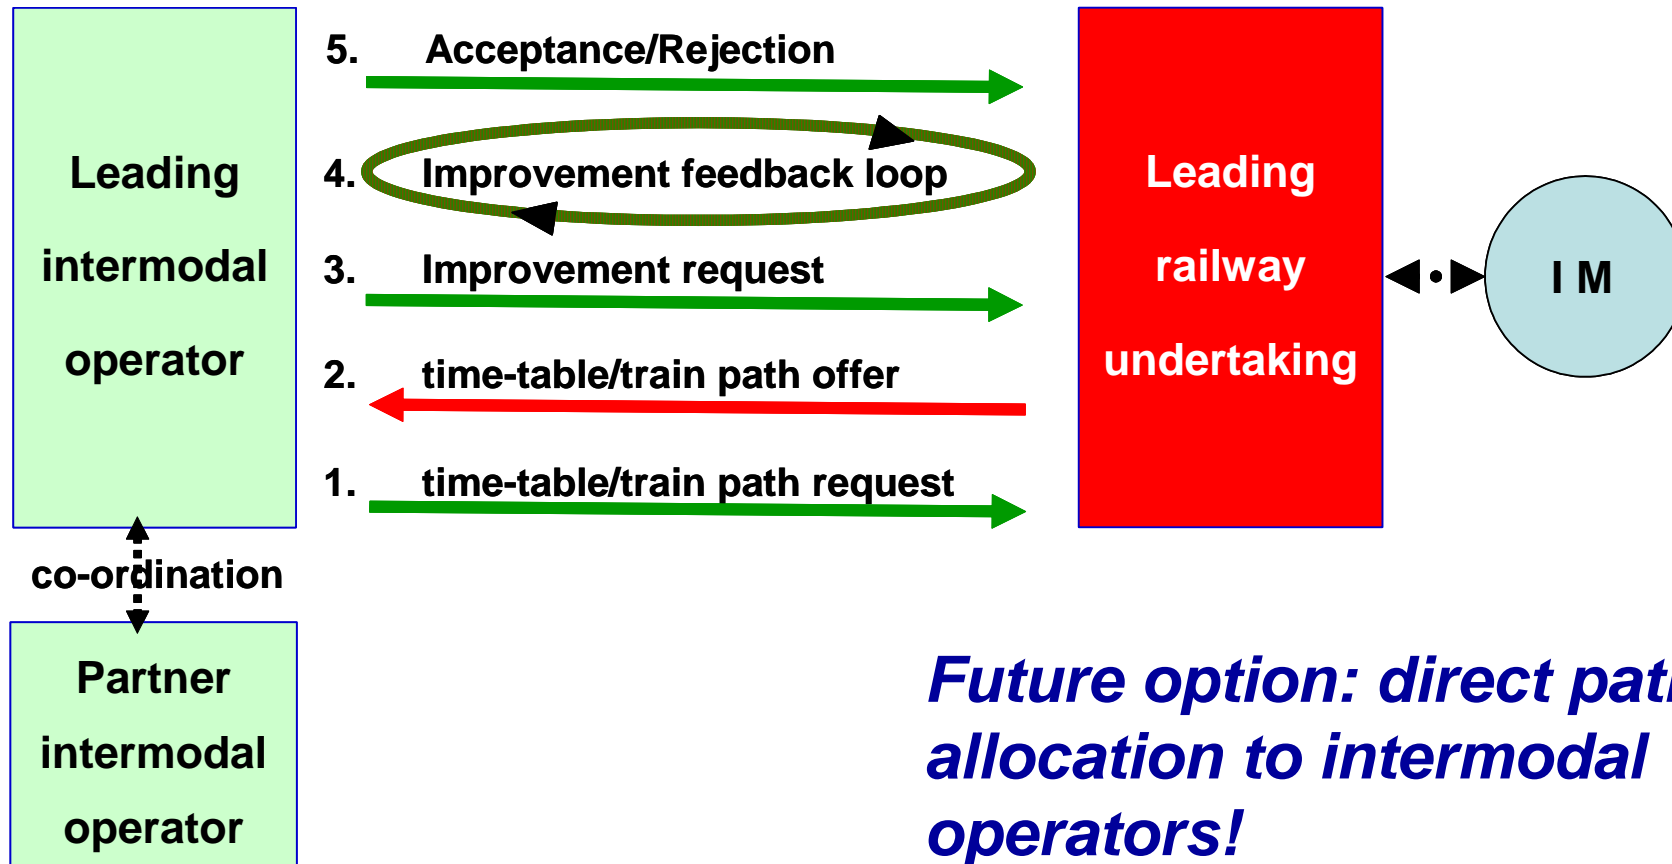 5. Acceptance/Rejection
4. Improvement feedback loop
3. Improvement request
2. time-table/train path offer
1. time-table/train path request
Leading
intermodal
operator
Leading
railway
undertaking
I M
co-ordination
Partner
intermodal
operator
Future option: direct
allocation to intermodal
operators!